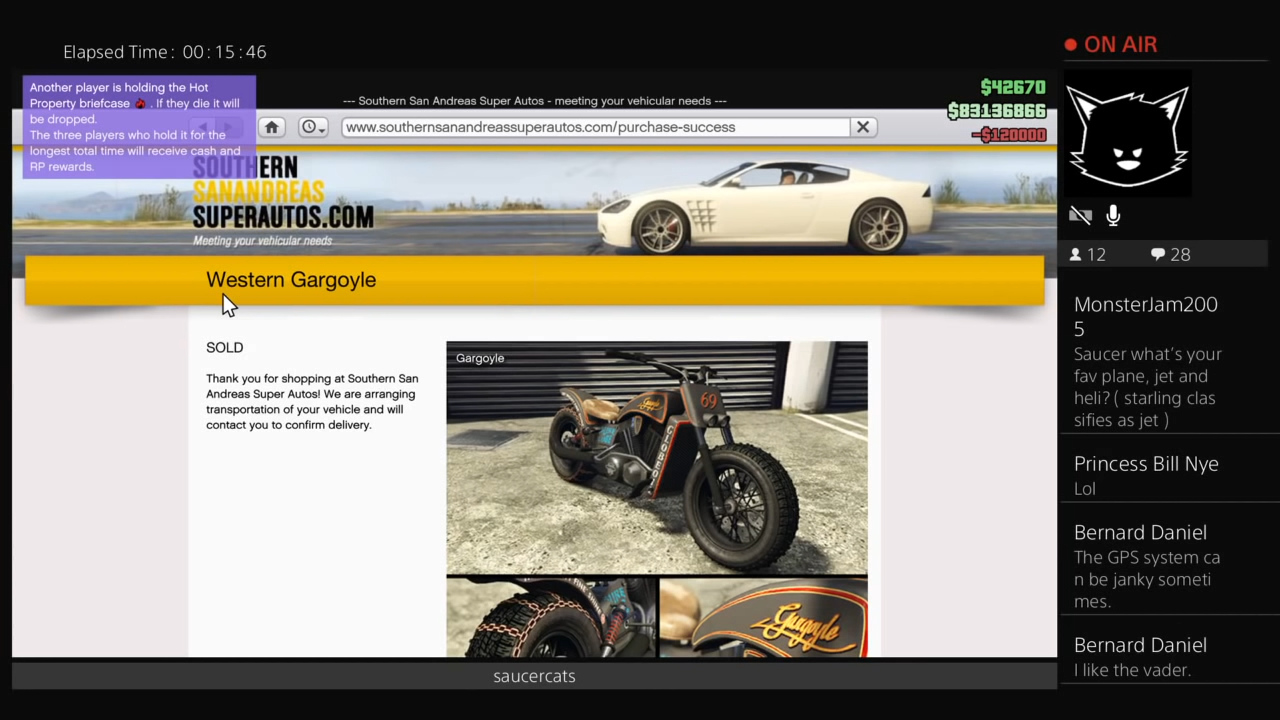 Elapsed Time: 00:15:46
ON AIR
Another player is holding the Hot
Property briefcase . If they die it will
be dropped.
The three players who hold it for the
longest total time will receive cash and
RP rewards.
--- Southern San Andreas Super Autos - meeting your vehicular needs ---
$42670
$83136866
-$120000
www.southernsanandreassuperautos.com/purchase-success
SOUTHERN
SANANDREAS
SUPERAUTOS.COM
Meeting your vehicular needs
Western Gargoyle
SOLD
Thank you for shopping at Southern San
Andreas Super Autos! We are arranging
transportation of your vehicle and will
contact you to confirm delivery.
Gargoyle
69
Gargoyle
saucercats
12
28
MonsterJam200
5
Saucer what's your
fav plane, jet and
heli? ( starling clas
sifies as jet )
Princess Bill Nye
Lol
Bernard Daniel
The GPS system ca
n be janky someti
mes.
Bernard Daniel
I like the vader.